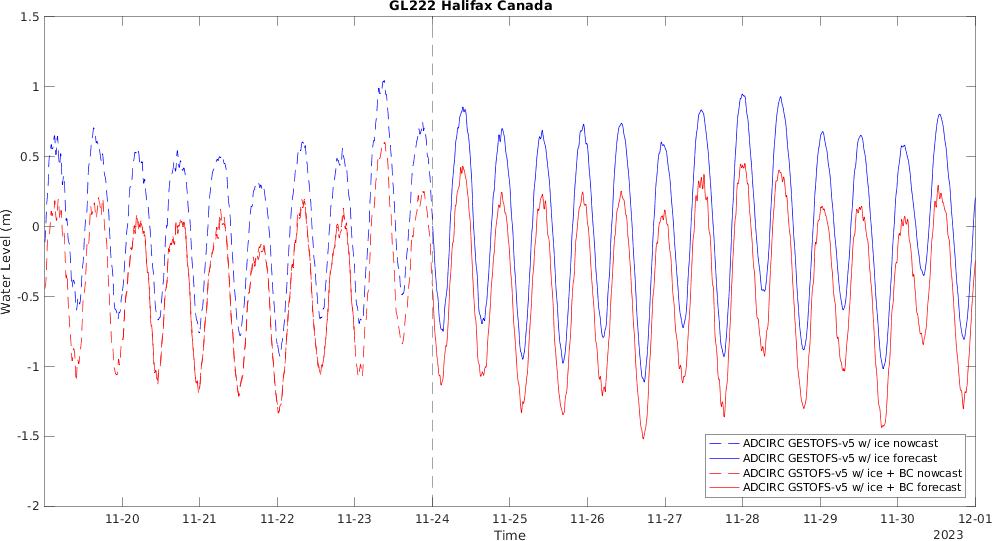 GL222 Halifax Canada
1.5
1
0.5
0
-0.5
-1
-1.5
-2
Water Level (m)
ADCIRC GESTOFS-v5 w/ ice nowcast
ADCIRC GESTOFS-v5 w/ ice forecast
ADCIRC GSTOFS-v5 w/ ice + BC nowcast
ADCIRC GSTOFS-v5 w/ ice + BC forecast
11-20 11-21 11-22 11-23 11-24 11-25 11-26 11-27 11-28 11-29 11-30 12-01
Time
2023